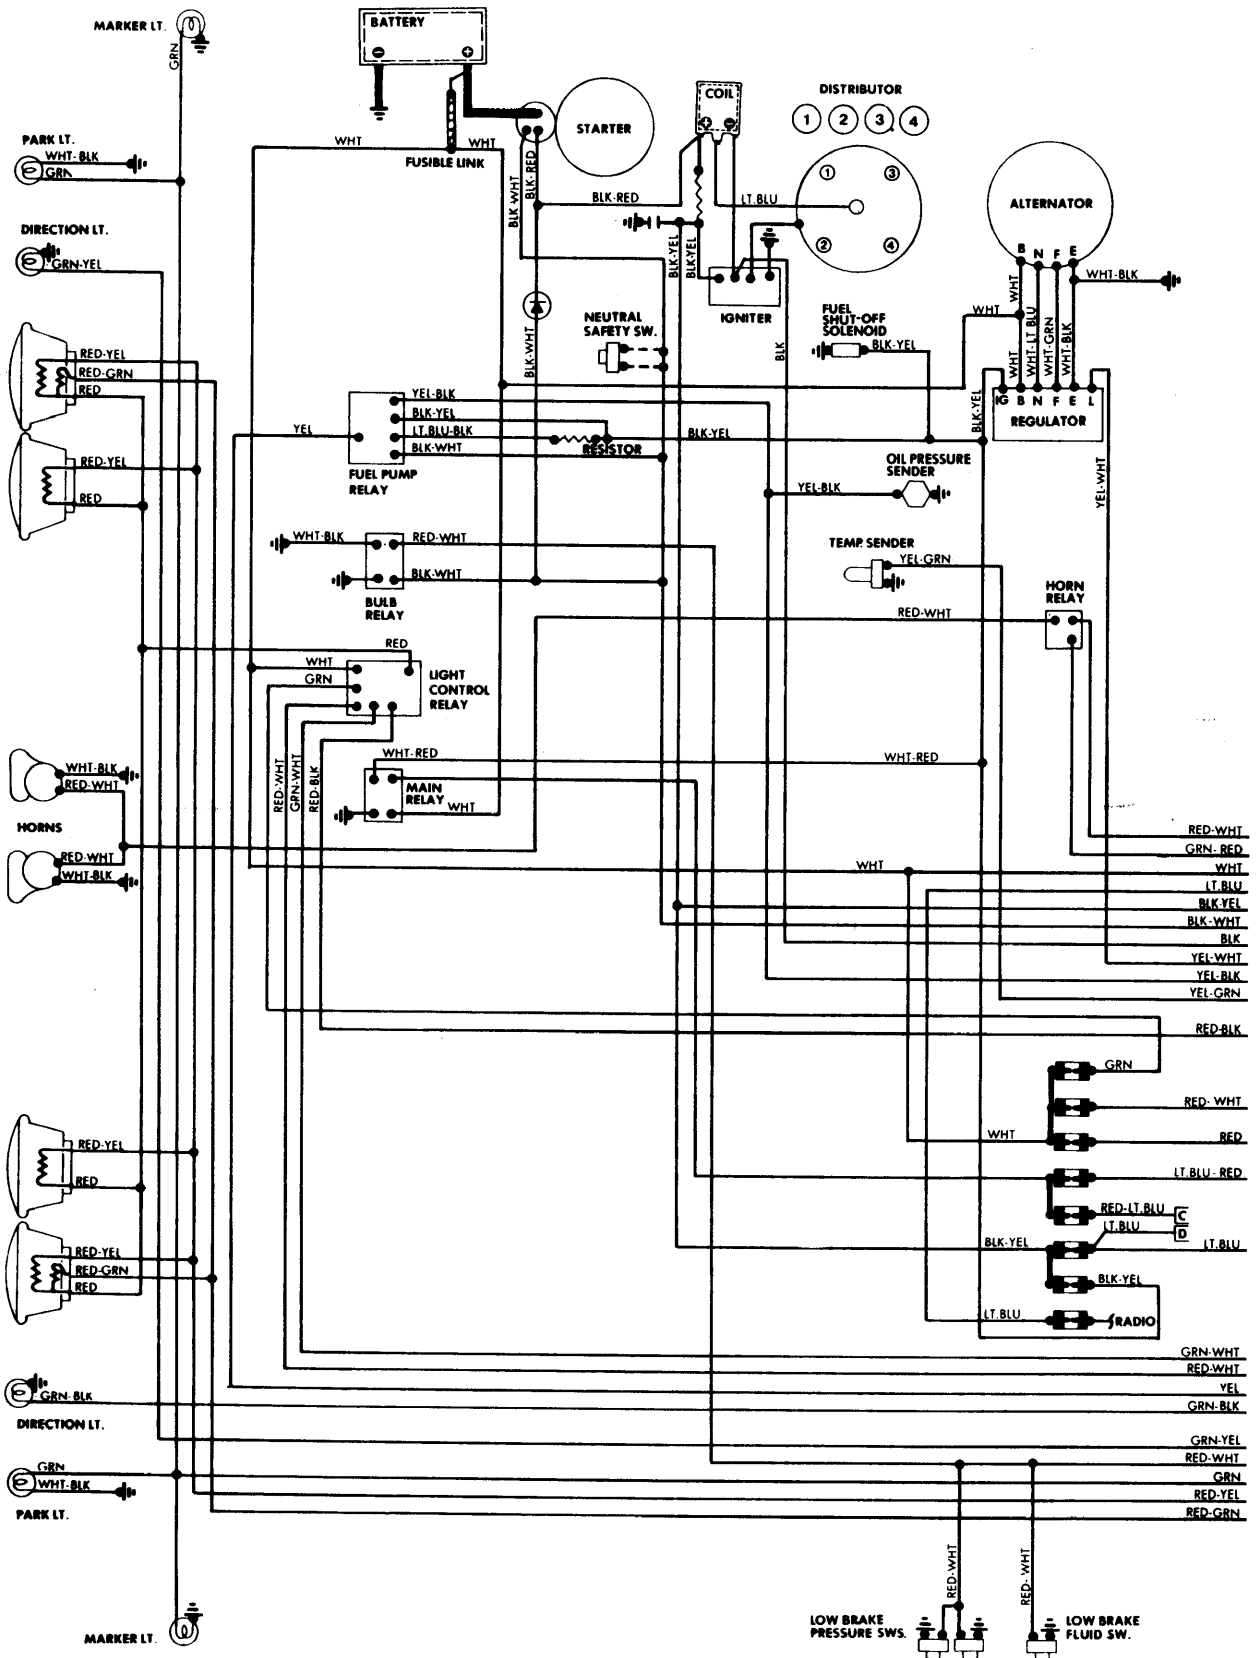 MARKER LT.
GRN
BATTERY
COIL
DISTRIBUTOR
1 2 3 4
STARTER
PARK LT.
WHT-BLK
GRN
WHT
WHT
FUSIBLE LINK
BLK-WHT
BLK-RED
BLK-RED
LT.BLU
1
3
2
4
ALTERNATOR
B N F E
DIRECTION LT.
GRN-YEL
BLK-YEL
BLK-YEL
IGNITER
WHT-BLK
WHT
WHT
NEUTRAL
SAFETY SW.
FUEL
SHUT-OFF
SOLENOID
BLK-YEL
BLK
WHT
WHT-LT BLU
WHT-GRN
WHT-BLK
IG B N F E L
REGULATOR
RED-YEL
RED-GRN
RED
BLK-WHT
YEL-BLK
BLK-YEL
YEL
LT.BLU-BLK
BLK-WHT
RESISTOR
BLK-YEL
BLK-YEL
FUEL PUMP
RELAY
RED-YEL
RED
OIL PRESSURE
SENDER
YEL-BLK
YEL-WHT
WHT-BLK
RED-WHT
BLK-WHT
BULB
RELAY
TEMP. SENDER
YEL-GRN
HORN
RELAY
RED-WHT
RED
WHT
GRN
LIGHT
CONTROL
RELAY
RED-WHT
GRN-WHT
RED-BLK
WHT-RED
WHT-RED
MAIN
RELAY
WHT
WHT-BLK
RED-WHT
HORNS
RED-WHT
WHT-BLK
RED-WHT
GRN-RED
WHT
WHT
LT.BLU
BLK-YEL
BLK-WHT
BLK
YEL-WHT
YEL-BLK
YEL-GRN
RED-BLK
GRN
RED-WHT
WHT
RED
RED-YEL
RED
LT.BLU-RED
RED-LT.BLU
C
LT.BLU
D
BLK-YEL
LT.BLU
RED-YEL
RED-GRN
RED
BLK-YEL
LT.BLU
RADIO
GRN-WHT
RED-WHT
YEL
GRN-BLK
GRN-BLK
DIRECTION LT.
GRN-YEL
RED-WHT
GRN
GRN
WHT-BLK
RED-YEL
RED-GRN
PARK LT.
RED-WHT
RED-WHT
MARKER LT.
LOW BRAKE
PRESSURE SWS.
LOW BRAKE
FLUID SW.